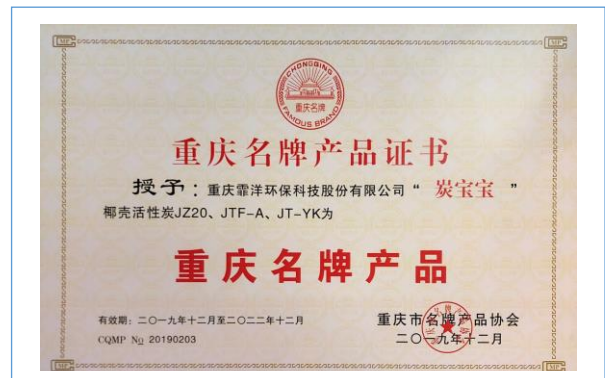 CHONGQING
重庆名牌
FAMOUS BRAND
重庆名牌产品证书
授予：重庆霏洋环保科技股份有限公司“炭宝宝”
椰壳活性炭JZ20、JTF-A、JT-YK为
重庆名牌产品
有效期：二〇一九年十二月至二〇二二年十二月
重庆市名牌产品协会
CQMP No 20190203
二〇一九年十二月